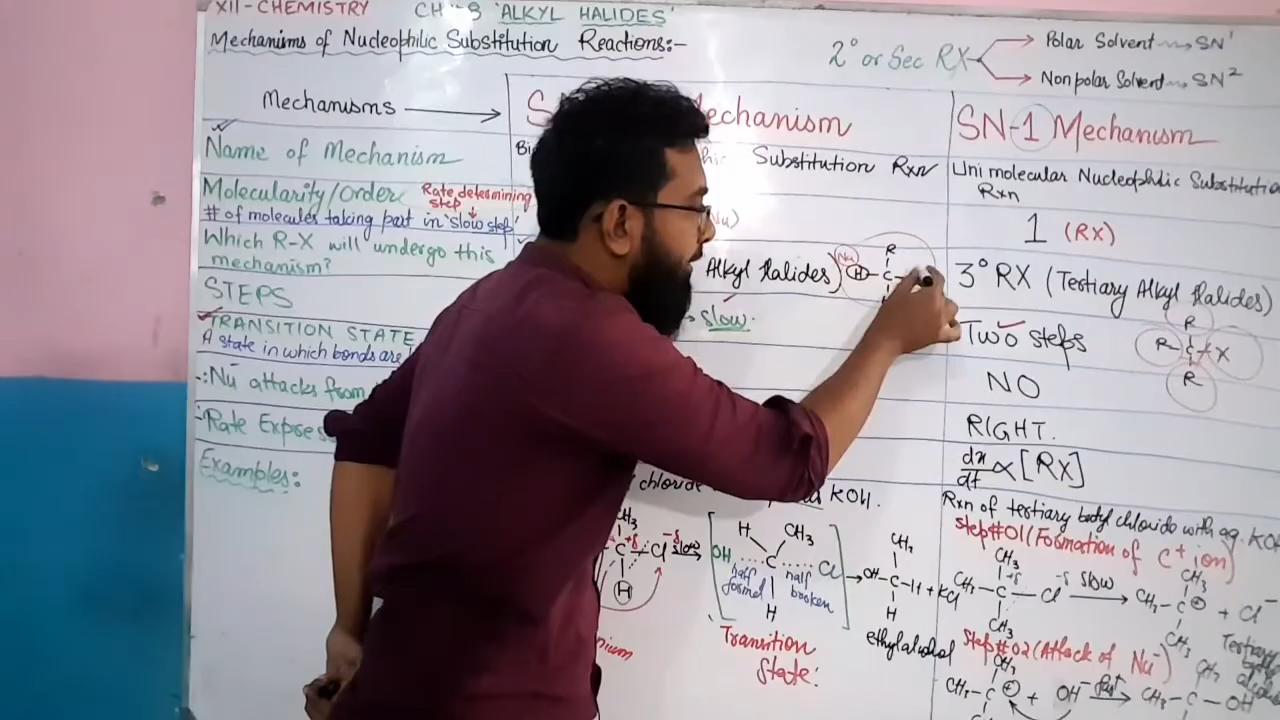 XII - CHEMISTRY CH 'ALKYL HALIDES'
Mechanisms of Nucleophilic Substitution Reactions:-
2° or Sec RX
Polar Solvent SN¹
Nonpolar Solvent SN²
Mechanisms
Mechanism
SN-1 Mechanism
Name of Mechanism
Substitution Rxn
Uni molecular Nucleophilic Substitution
Rxn
Molecularity/Order Rate determining
step
# of molecules taking part in 'slow step'
1 (RX)
Which R-X will undergo this
mechanism?
Alkyl Halides)
Nu
H - C -
R
3° RX (Tertiary Alkyl Halides)
STEPS
slow.
Two steps
R
R - C - X
R
TRANSITION STATE
A state in which bonds are
NO
Nu attacks from
RIGHT.
Rate Expres
dx/dt ∝ [RX]
Examples:
chloride
KOH.
Rxn of tertiary butyl chloride with aq. KOH
Step#01 (Formation of C⁺ ion)
CH₃
CH₃-C-Cl slow → CH₃-C⊕ + Cl⁻
CH₃
C-Cl slow →
H
[OH ... C ... Cl]
H CH₃
half formed
half broken
H
→ OH-C-H + KCl
CH₃
H
Transition
State:
ethylalcohol
Step#02 (Attack of Nu⁻)
CH₃
CH₃-C⊕ + OH⁻ fast → CH₃-C-OH
CH₃
Tertiary